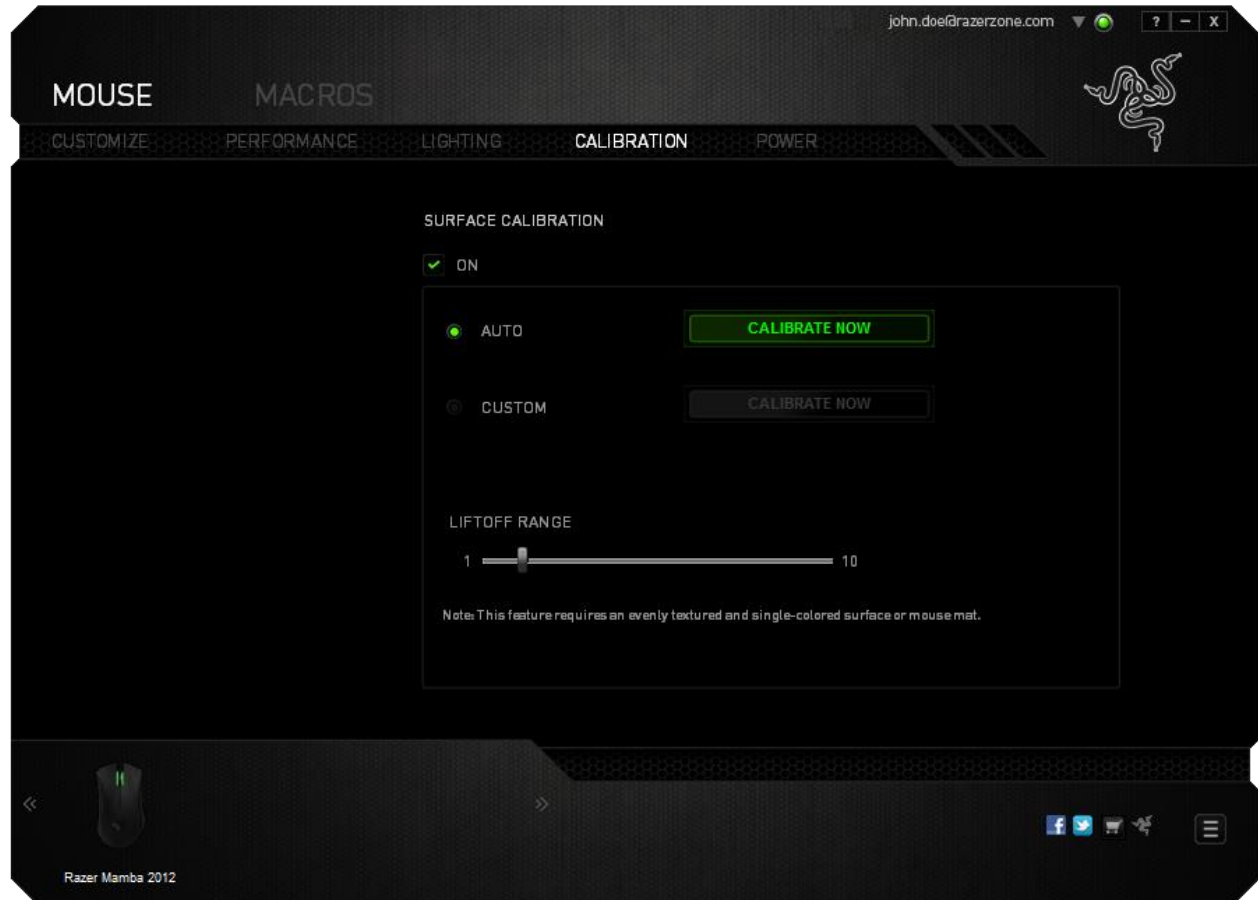 john.doe@razerzone.com
? – X
MOUSE MACROS
CUSTOMIZE PERFORMANCE LIGHTING CALIBRATION POWER
SURFACE CALIBRATION
ON
AUTO CALIBRATE NOW
CUSTOM CALIBRATE NOW
LIFTOFF RANGE
1 10
Note: This feature requires an evenly textured and single-colored surface or mouse mat.
Razer Mamba 2012